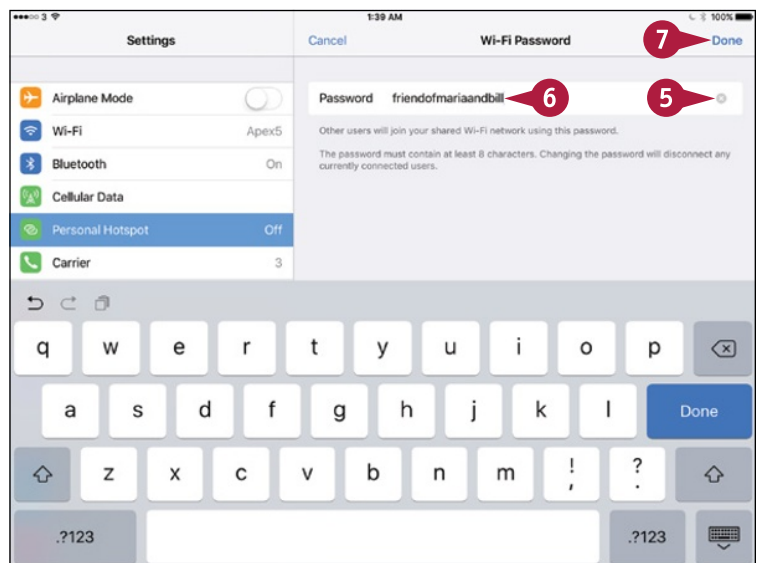 3 1:39 AM 100%
Settings
Cancel Wi-Fi Password 7 Done
Airplane Mode
Password friendofmariaandbill 6 5
Wi-Fi Apex5
Other users will join your shared Wi-Fi network using this password.
Bluetooth On
The password must contain at least 8 characters. Changing the password will disconnect any
currently connected users.
Cellular Data
Personal Hotspot Off
Carrier 3
q w e r t y u i o p
a s d f g h j k l Done
z x c v b n m ! , ? .
.?123 .?123